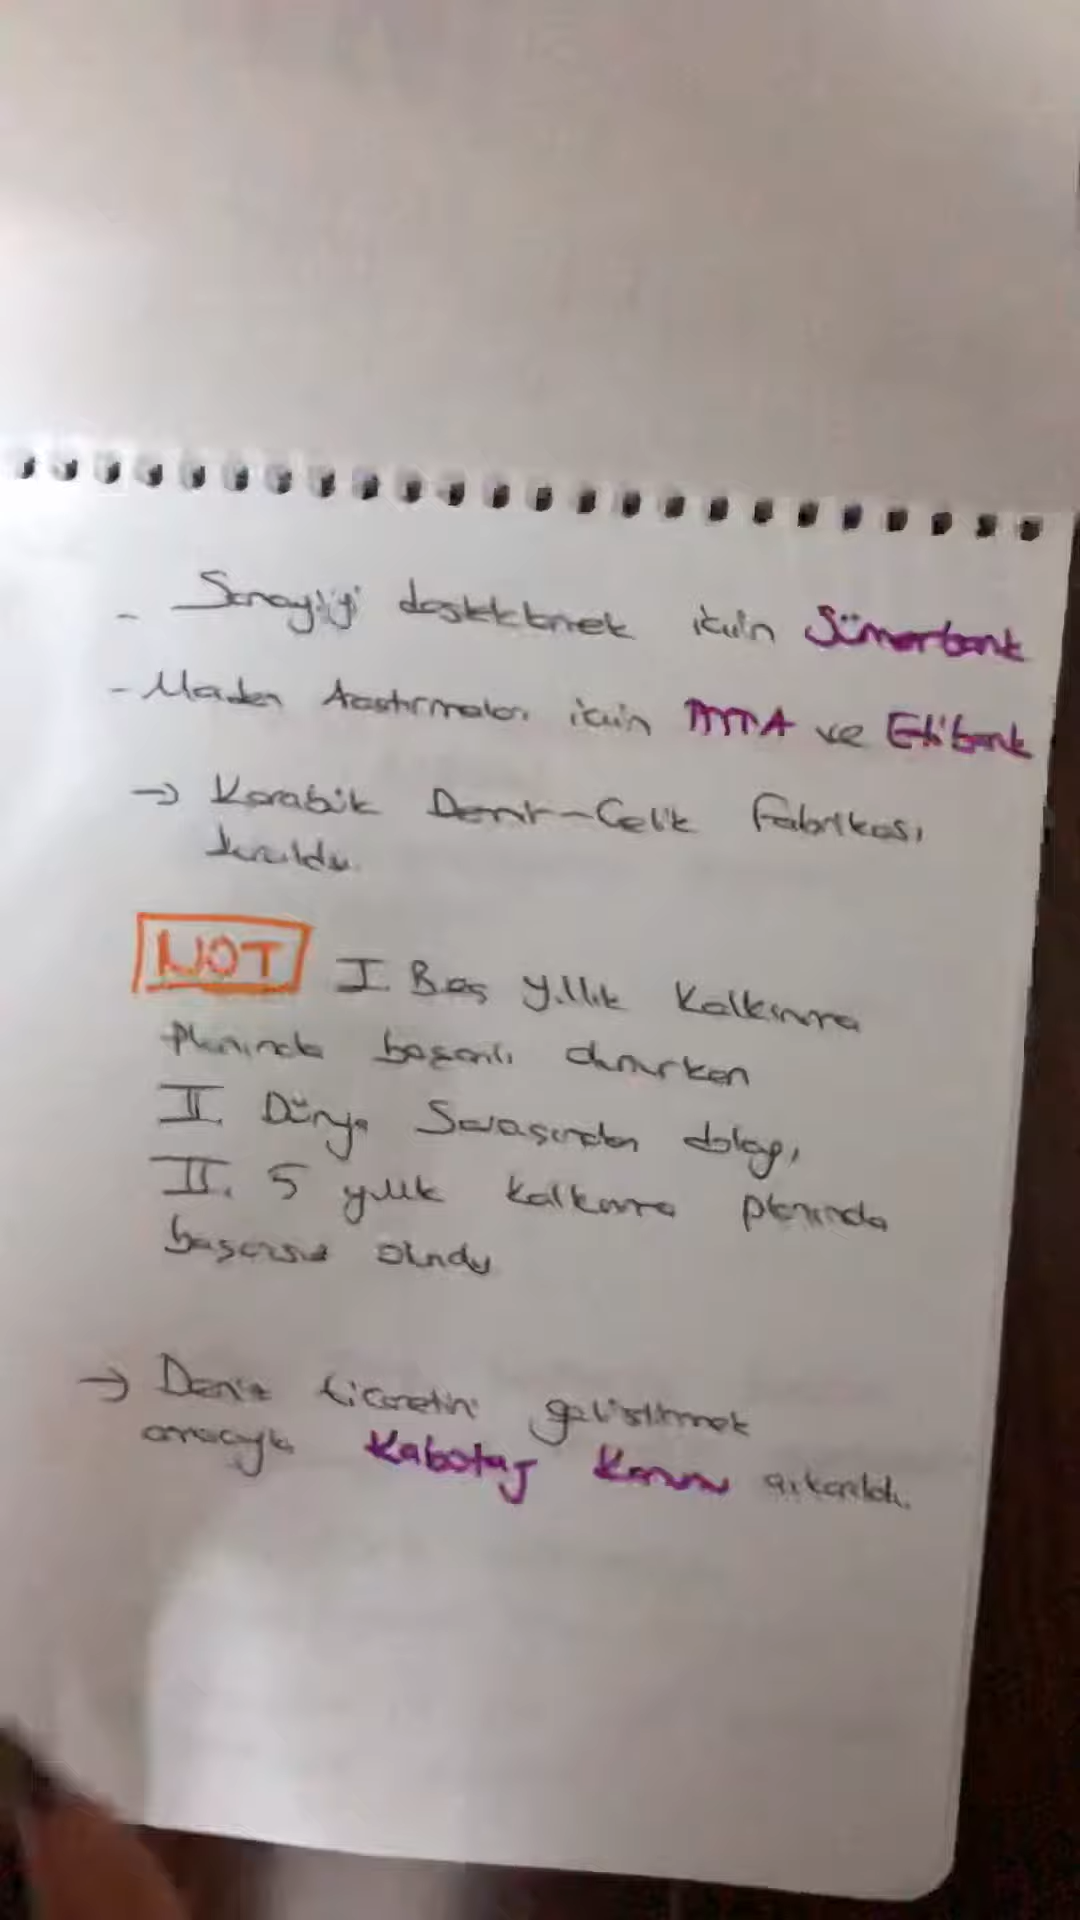 - Sanayiyi desteklemek için Sümerbank
- Maden Araştırmaları için MTA ve Etibank
→ Karabük Demir-Çelik Fabrikası
kuruldu.
NOT I. Beş yıllık Kalkınma
planında başarılı olunurken
II. Dünya Savaşından dolayı
II. 5 yıllık kalkınma planında
başarısız olundu
→ Deniz ticaretini geliştirmek
amacıyla Kabotaj Kanunu çıkarıldı.